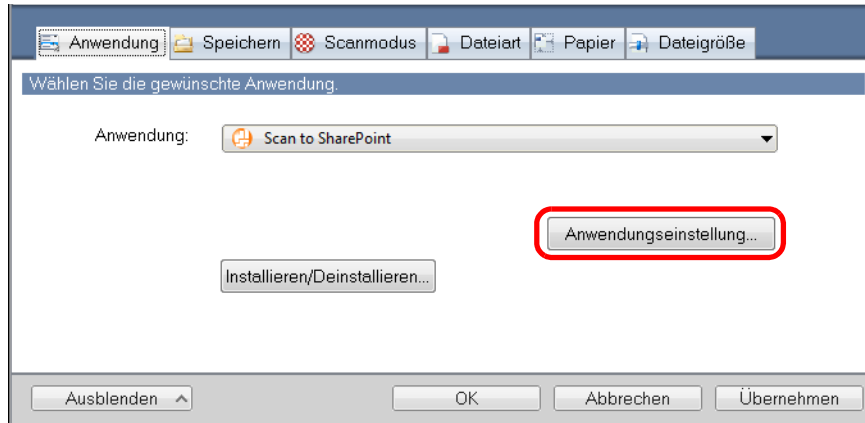 Anwendung Speichern Scanmodus Dateiart Papier Dateigröße
Wählen Sie die gewünschte Anwendung.
Anwendung: Scan to SharePoint
Anwendungseinstellung...
Installieren/Deinstallieren...
Ausblenden OK Abbrechen Übernehmen